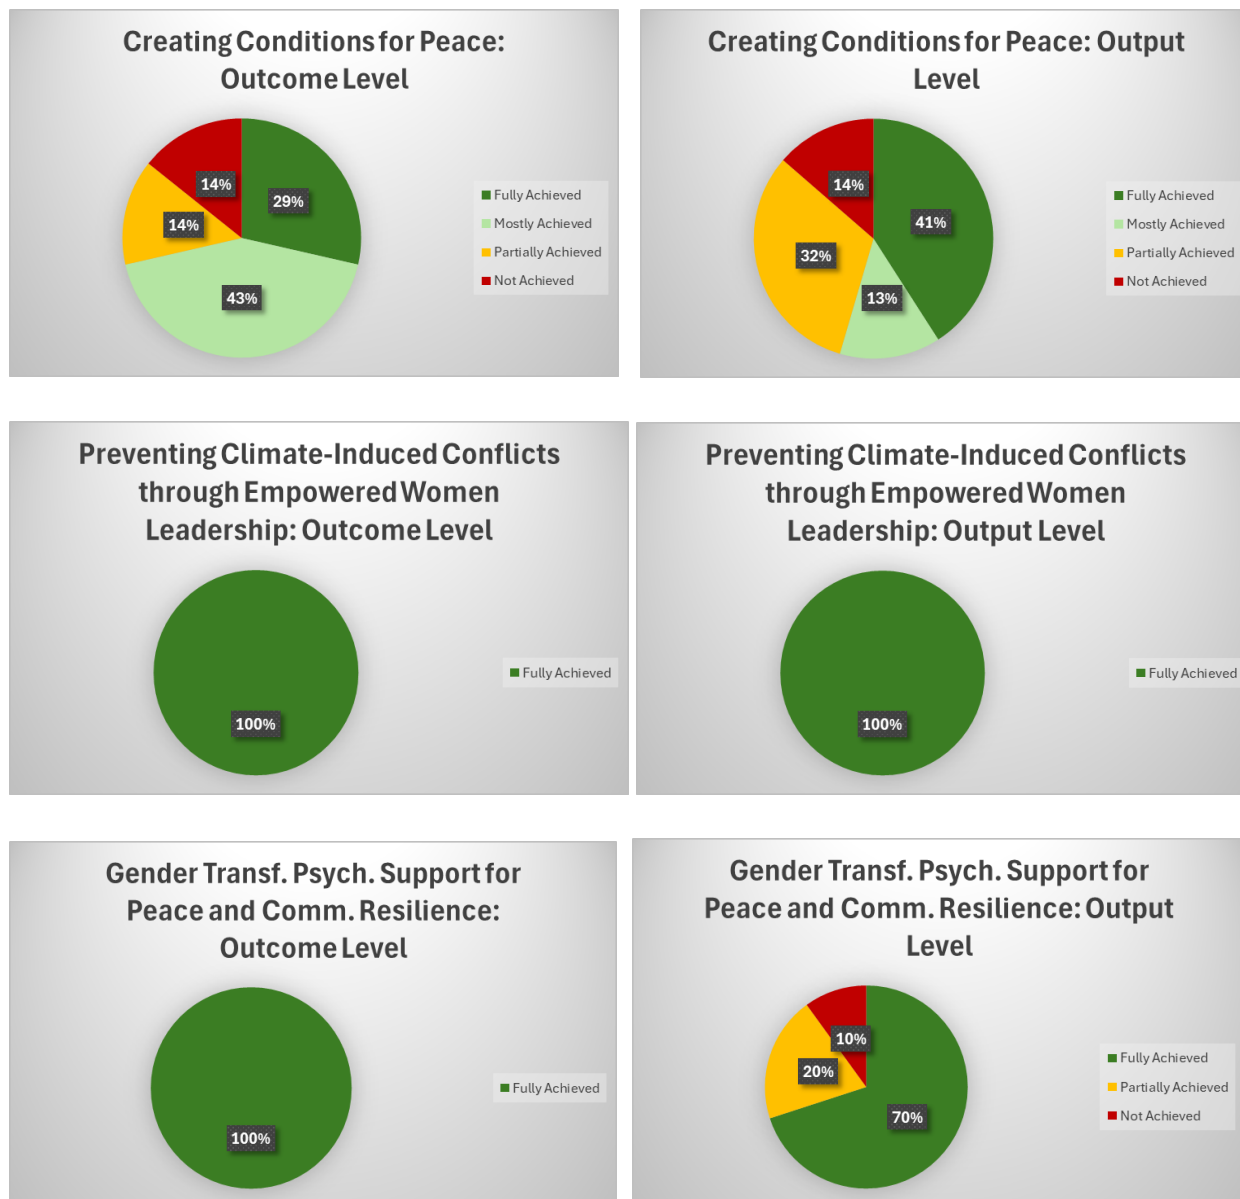 Creating Conditions for Peace:
Outcome Level
14%
29%
14%
43%
Fully Achieved
Mostly Achieved
Partially Achieved
Not Achieved
Creating Conditions for Peace: Output
Level
14%
41%
32%
13%
Fully Achieved
Mostly Achieved
Partially Achieved
Not Achieved
Preventing Climate-Induced Conflicts
through Empowered Women
Leadership: Outcome Level
Fully Achieved
100%
Preventing Climate-Induced Conflicts
through Empowered Women
Leadership: Output Level
Fully Achieved
100%
Gender Transf. Psych. Support for
Peace and Comm. Resilience:
Outcome Level
Fully Achieved
100%
Gender Transf. Psych. Support for
Peace and Comm. Resilience: Output
Level
10%
20%
70%
Fully Achieved
Partially Achieved
Not Achieved